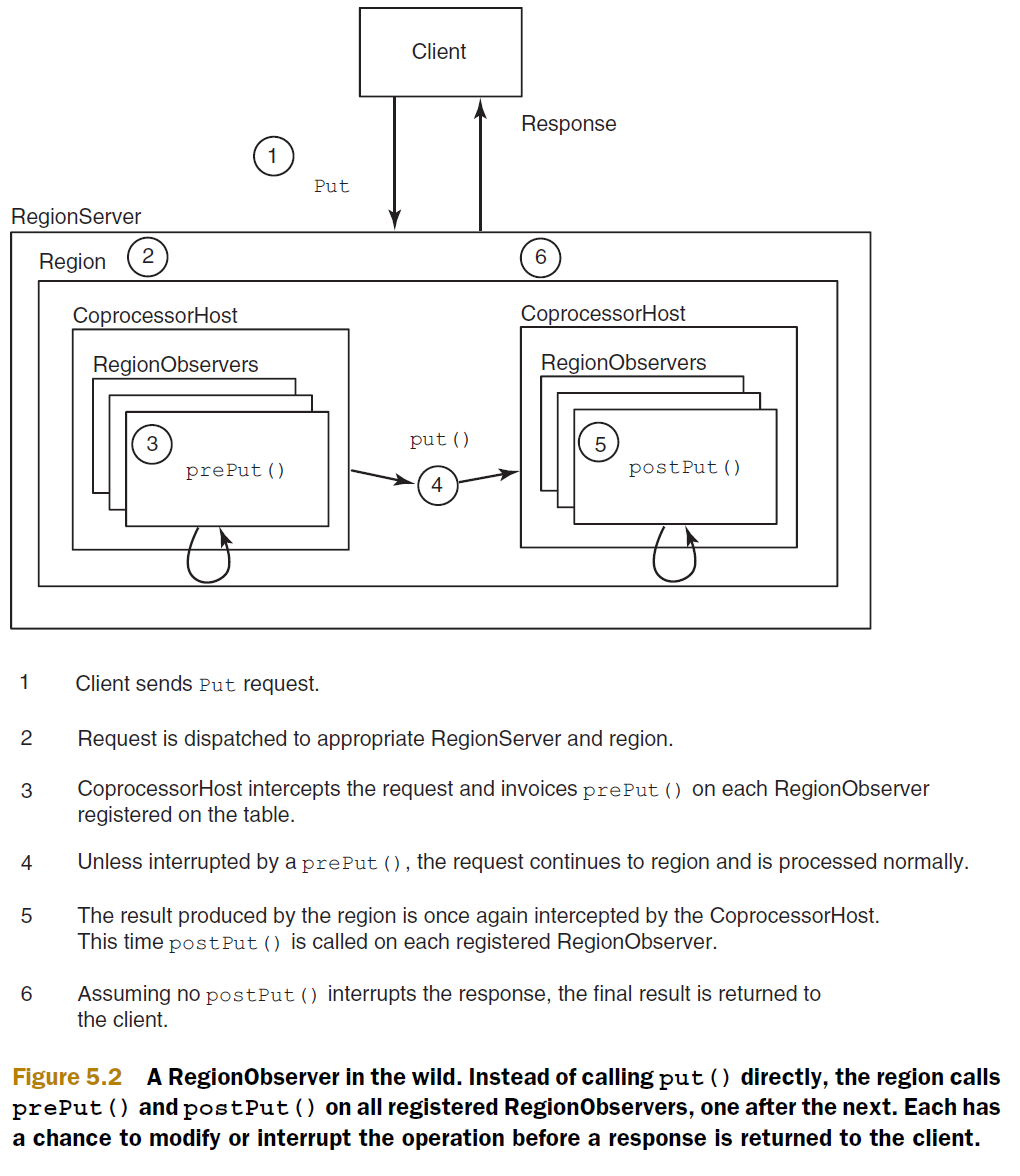 Client
Response
1
Put
RegionServer
Region
2
6
CoprocessorHost
CoprocessorHost
RegionObservers
RegionObservers
3
prePut()
put()
4
5
postPut()
1 Client sends Put request.
2 Request is dispatched to appropriate RegionServer and region.
3 CoprocessorHost intercepts the request and invoices prePut() on each RegionObserver
registered on the table.
4 Unless interrupted by a prePut(), the request continues to region and is processed normally.
5 The result produced by the region is once again intercepted by the CoprocessorHost.
This time postPut() is called on each registered RegionObserver.
6 Assuming no postPut() interrupts the response, the final result is returned to
the client.
Figure 5.2 A RegionObserver in the wild. Instead of calling put() directly, the region calls
prePut() and postPut() on all registered RegionObservers, one after the next. Each has
a chance to modify or interrupt the operation before a response is returned to the client.